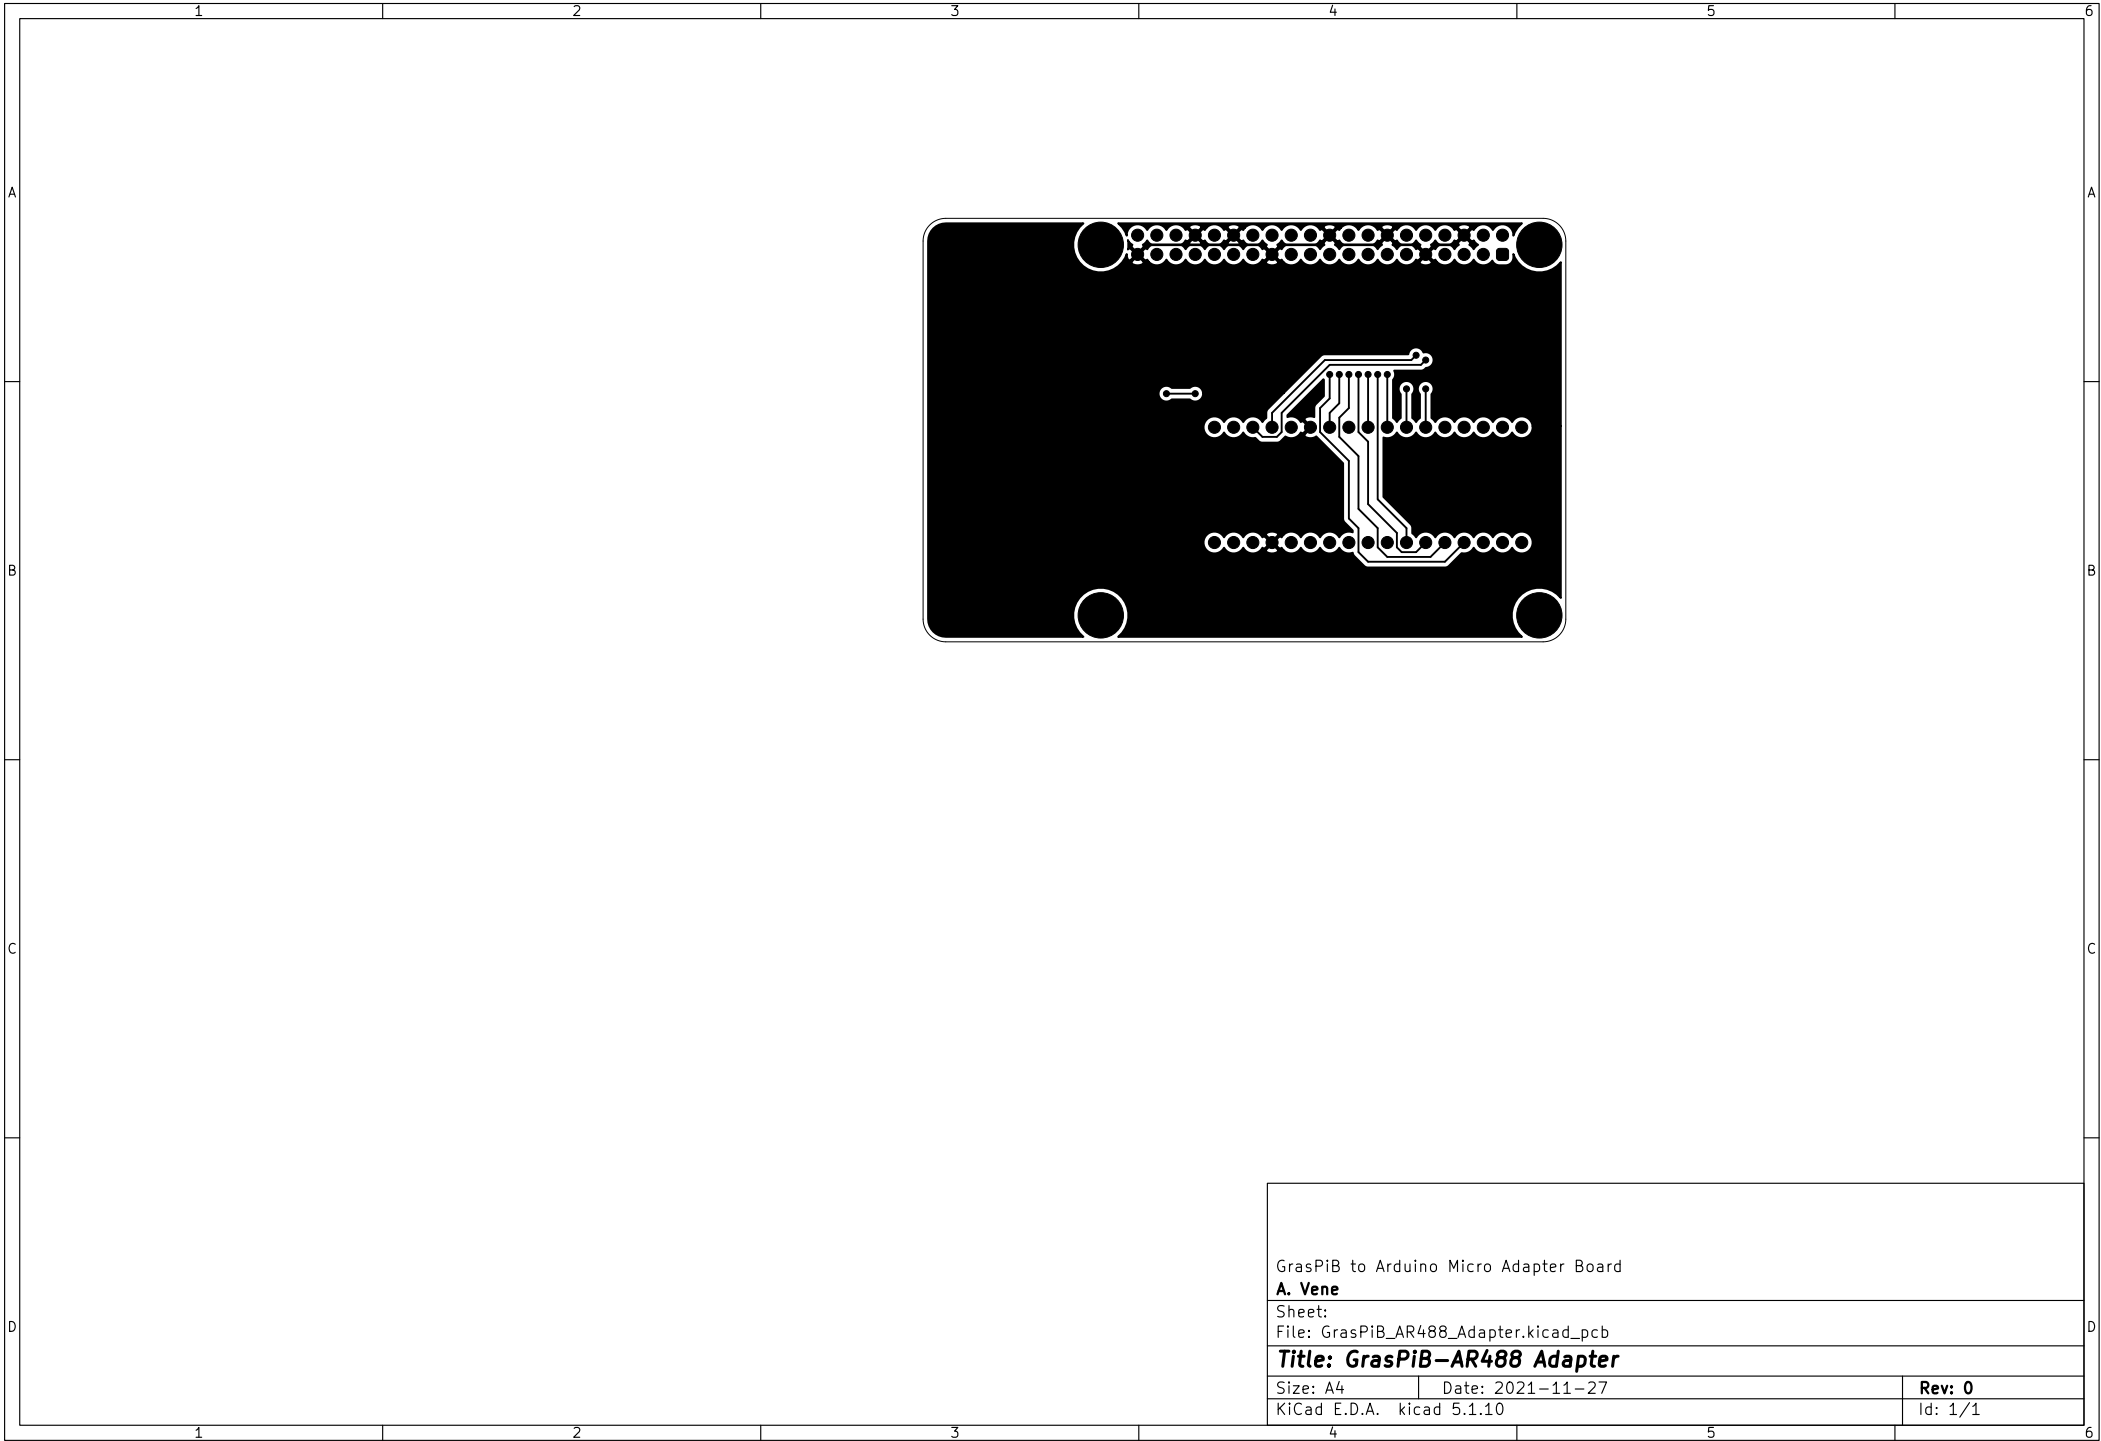 1 2 3 4 5 6
A A
B B
C C
GrasPiB to Arduino Micro Adapter Board
A. Vene
Sheet:
D D
File: GrasPiB_AR488_Adapter.kicad_pcb
Title: GrasPiB-AR488 Adapter
Size: A4 Date: 2021-11-27 Rev: 0
KiCad E.D.A. kicad 5.1.10 Id: 1/1
1 2 3 4 5 6